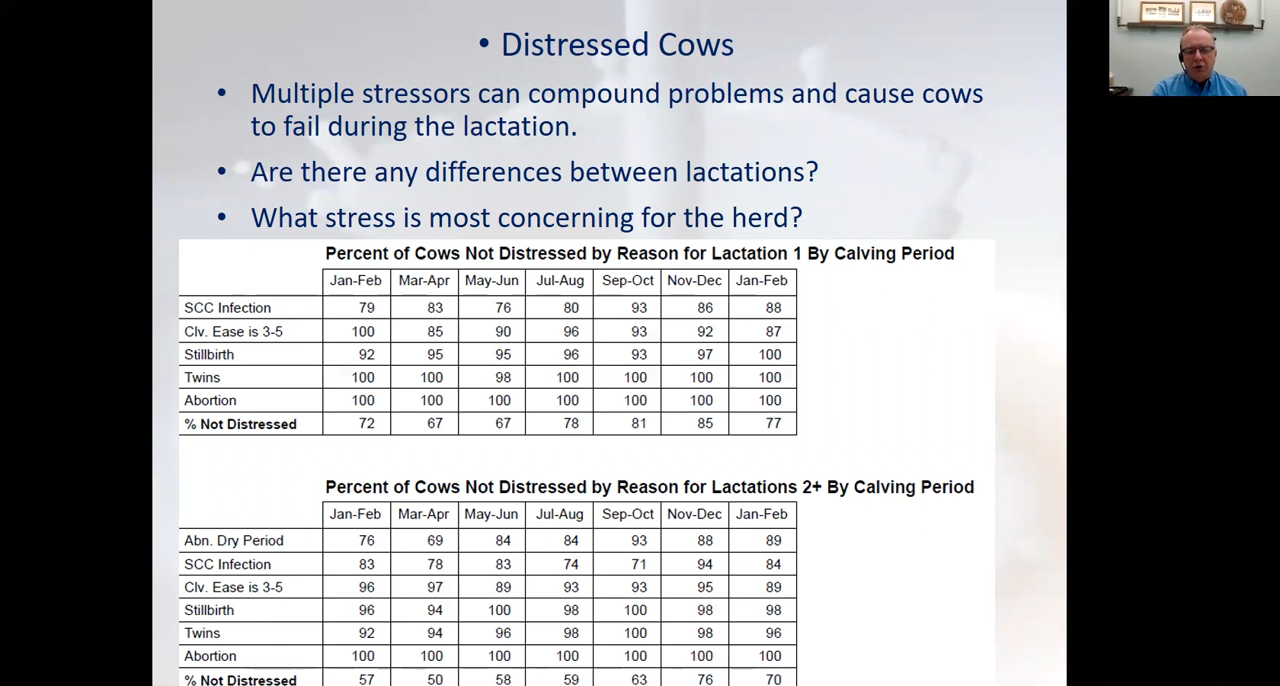 • Distressed Cows
• Multiple stressors can compound problems and cause cows
to fail during the lactation.
• Are there any differences between lactations?
• What stress is most concerning for the herd?
Percent of Cows Not Distressed by Reason for Lactation 1 By Calving Period
Jan-Feb Mar-Apr May-Jun Jul-Aug Sep-Oct Nov-Dec Jan-Feb
SCC Infection 79 83 76 80 93 86 88
Clv. Ease is 3-5 100 85 90 96 93 92 87
Stillbirth 92 95 95 96 93 97 100
Twins 100 100 98 100 100 100 100
Abortion 100 100 100 100 100 100 100
% Not Distressed 72 67 67 78 81 85 77
Percent of Cows Not Distressed by Reason for Lactations 2+ By Calving Period
Jan-Feb Mar-Apr May-Jun Jul-Aug Sep-Oct Nov-Dec Jan-Feb
Abn. Dry Period 76 69 84 84 93 88 89
SCC Infection 83 78 83 74 71 94 84
Clv. Ease is 3-5 96 97 89 93 93 95 89
Stillbirth 96 94 100 98 100 98 98
Twins 92 94 96 98 100 98 96
Abortion 100 100 100 100 100 100 100
% Not Distressed 57 50 58 59 63 76 70